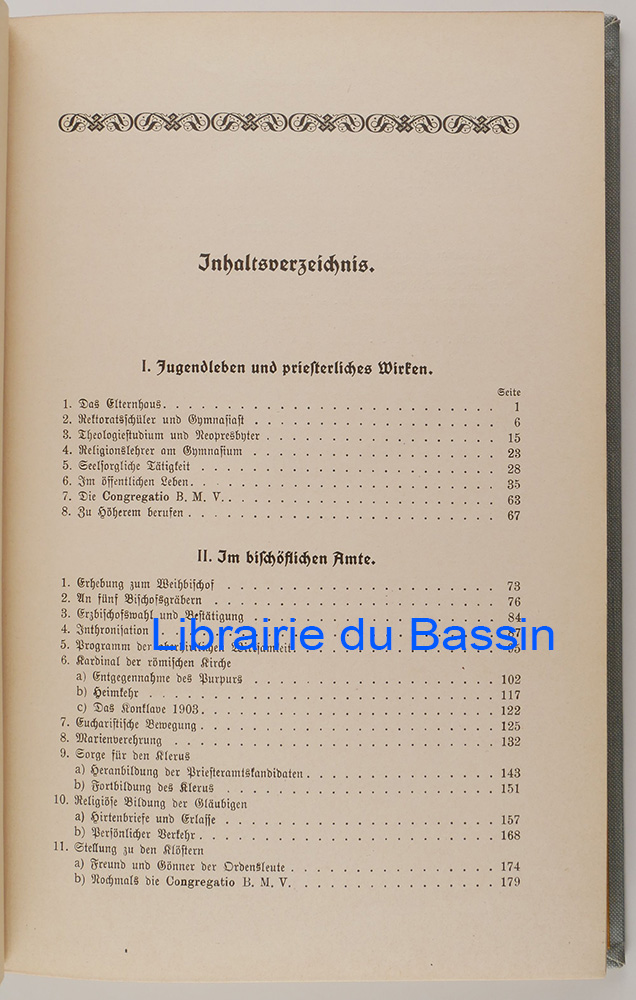 Inhaltsverzeichnis.
I. Jugendleben und priesterliches Wirken.
Seite
1. Das Elternhaus. . . . . . . . . . . . . . . . . . . . . 1
2. Rektoratsschüler und Gymnasiast . . . . . . . . . . . . . . 6
3. Theologiestudium und Neopresbyter . . . . . . . . . . . . . 15
4. Religionslehrer am Gymnasium . . . . . . . . . . . . . . . 23
5. Seelsorgliche Tätigkeit . . . . . . . . . . . . . . . . . . 28
6. Im öffentlichen Leben. . . . . . . . . . . . . . . . . . . 35
7. Die Congregatio B. M. V. . . . . . . . . . . . . . . . . . 63
8. Zu Höherem berufen . . . . . . . . . . . . . . . . . . . 67
II. Im bischöflichen Amte.
1. Erhebung zum Weihbischof . . . . . . . . . . . . . . . . 73
2. An fünf Bischofsgräbern . . . . . . . . . . . . . . . . . 76
3. Erzbischofswahl und Bestätigung . . . . . . . . . . . . . . 84
4. Inthronisation 87
Librairie du Bassin
5. Programm der oberhirtlichen Wirksamkeit. 95
6. Kardinal der römischen Kirche
a) Entgegennahme des Purpurs . . . . . . . . . . . . . . 102
b) Heimkehr . . . . . . . . . . . . . . . . . . . . . 117
c) Das Konklave 1903. . . . . . . . . . . . . . . . . . 122
7. Eucharistische Bewegung . . . . . . . . . . . . . . . . . 125
8. Marienverehrung . . . . . . . . . . . . . . . . . . . . 132
9. Sorge für den Klerus
a) Heranbildung der Priesteramtskandidaten . . . . . . . . . . 143
b) Fortbildung des Klerus . . . . . . . . . . . . . . . . 151
10. Religiöse Bildung der Gläubigen
a) Hirtenbriefe und Erlasse . . . . . . . . . . . . . . . . 157
b) Persönlicher Verkehr . . . . . . . . . . . . . . . . . 168
11. Stellung zu den Klöstern
a) Freund und Gönner der Ordensleute . . . . . . . . . . . 174
b) Nochmals die Congregatio B. M. V. . . . . . . . . . . . 179